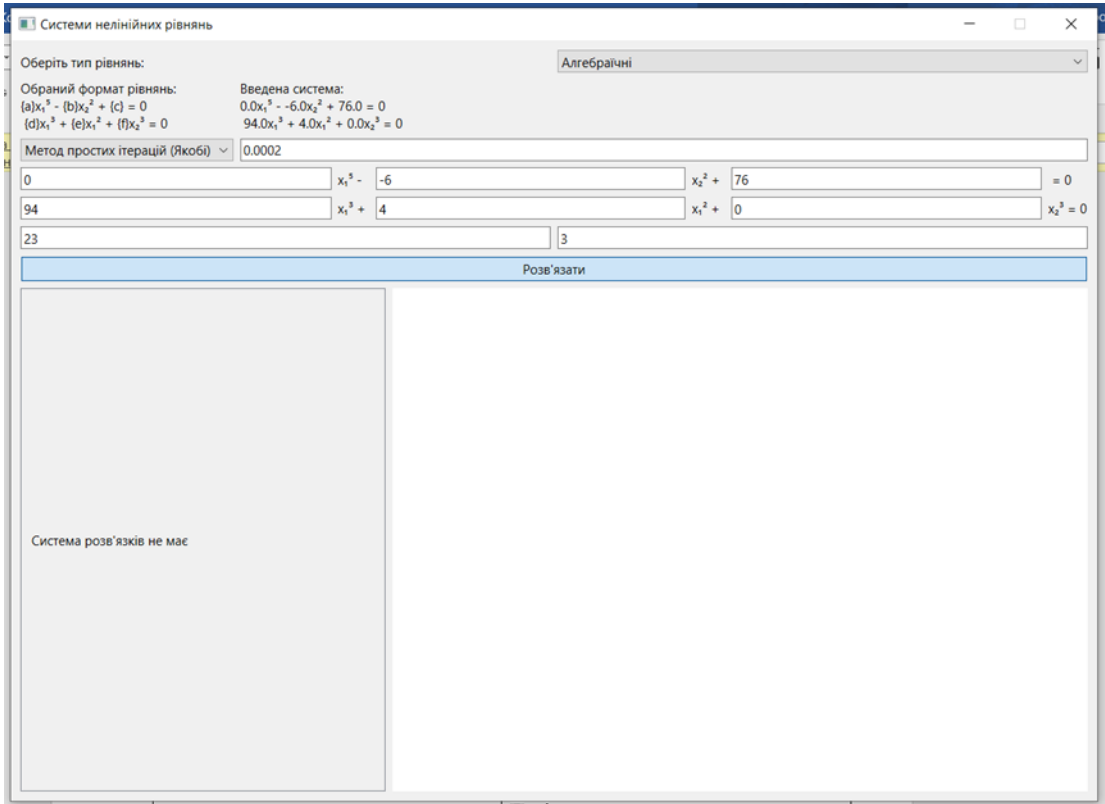 Системи нелінійних рівнянь
Оберіть тип рівнянь: Алгебраїчні
Обраний формат рівнянь: Введена система:
{a}x₁⁵ - {b}x₂² + {c} = 0 0.0x₁⁵ - -6.0x₂² + 76.0 = 0
{d}x₁³ + {e}x₁² + {f}x₂³ = 0 94.0x₁³ + 4.0x₁² + 0.0x₂³ = 0
Метод простих ітерацій (Якобі) 0.0002
0 x₁⁵ - -6 x₂² + 76 = 0
94 x₁³ + 4 x₁² + 0 x₂³ = 0
23 3
Розв'язати
Система розв'язків не має